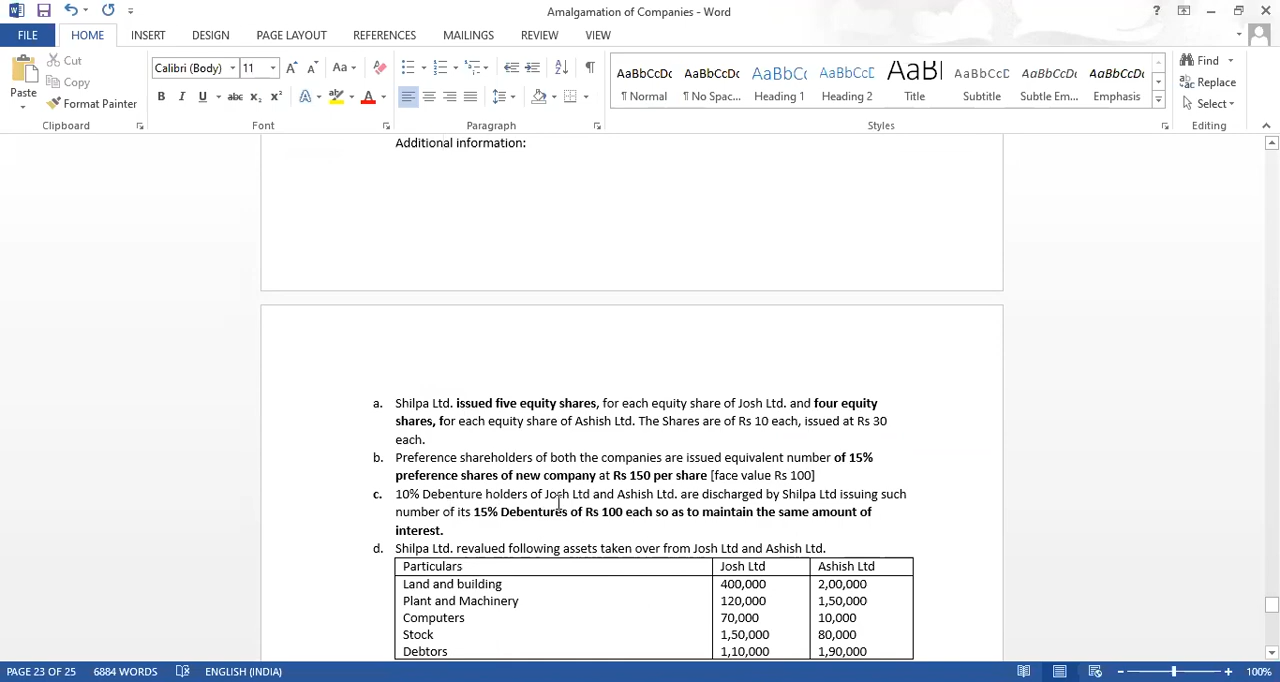 Amalgamation of Companies - Word
?
FILE HOME INSERT DESIGN PAGE LAYOUT REFERENCES MAILINGS REVIEW VIEW
Paste
Cut
Copy
Format Painter
Clipboard
Calibri (Body) 11
Aa
B I U abc x₂ x² A A
Font
Paragraph
AaBbCcDc AaBbCcDc AaBbCc AaBbCcD AaBl AaBbCcD AaBbCcDc AaBbCcDc
¶ Normal ¶ No Spac... Heading 1 Heading 2 Title Subtitle Subtle Em... Emphasis
Styles
Find
Replace
Select
Editing
Additional information:
a. Shilpa Ltd. issued five equity shares, for each equity share of Josh Ltd. and four equity
shares, for each equity share of Ashish Ltd. The Shares are of Rs 10 each, issued at Rs 30
each.
b. Preference shareholders of both the companies are issued equivalent number of 15%
preference shares of new company at Rs 150 per share [face value Rs 100]
c. 10% Debenture holders of Josh Ltd and Ashish Ltd. are discharged by Shilpa Ltd issuing such
number of its 15% Debentures of Rs 100 each so as to maintain the same amount of
interest.
d. Shilpa Ltd. revalued following assets taken over from Josh Ltd and Ashish Ltd.
Particulars Josh Ltd Ashish Ltd
Land and building 400,000 2,00,000
Plant and Machinery 120,000 1,50,000
Computers 70,000 10,000
Stock 1,50,000 80,000
Debtors 1,10,000 1,90,000
PAGE 23 OF 25 6884 WORDS ENGLISH (INDIA) 100%